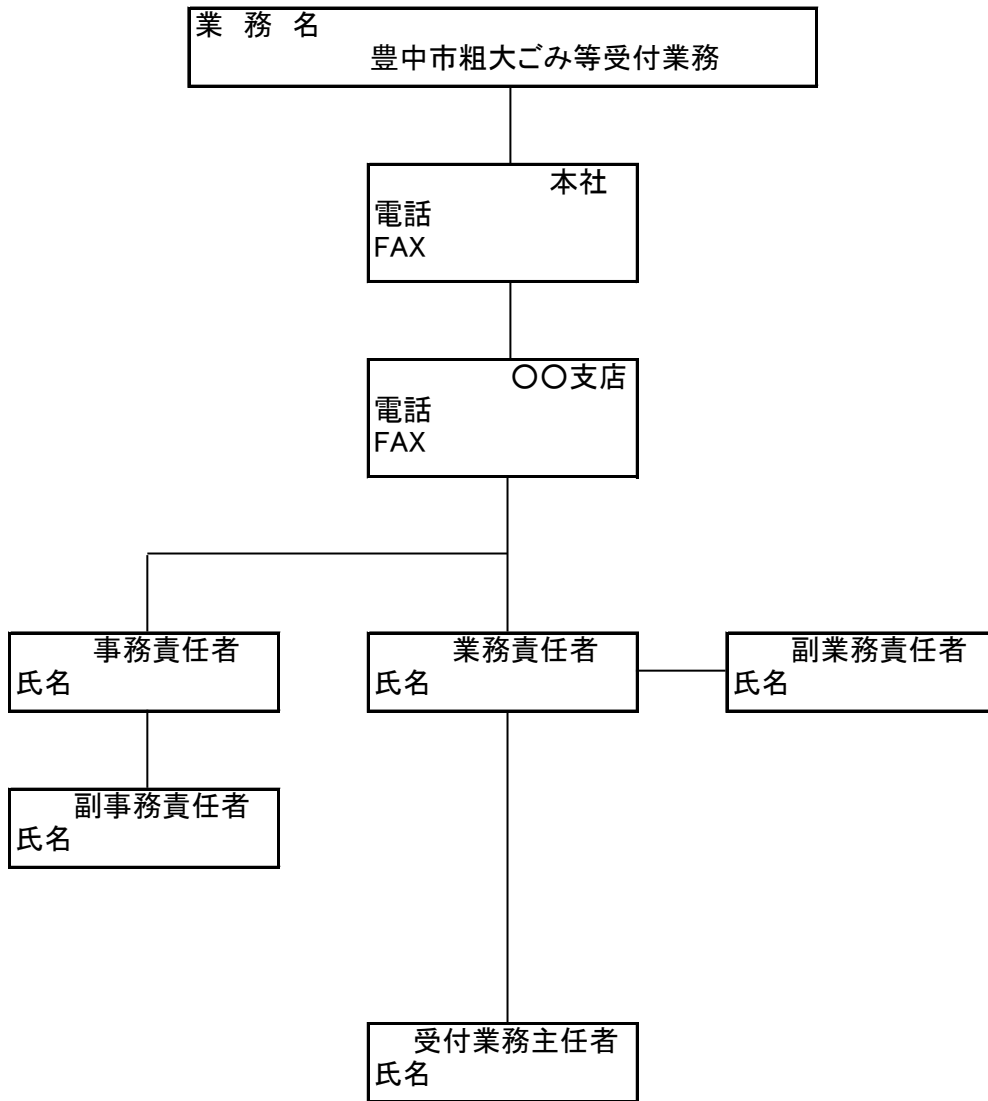 業 務 名
豊中市粗大ごみ等受付業務
本社
電話
FAX
〇〇支店
電話
FAX
事務責任者
氏名
業務責任者
氏名
副業務責任者
氏名
副事務責任者
氏名
受付業務主任者
氏名